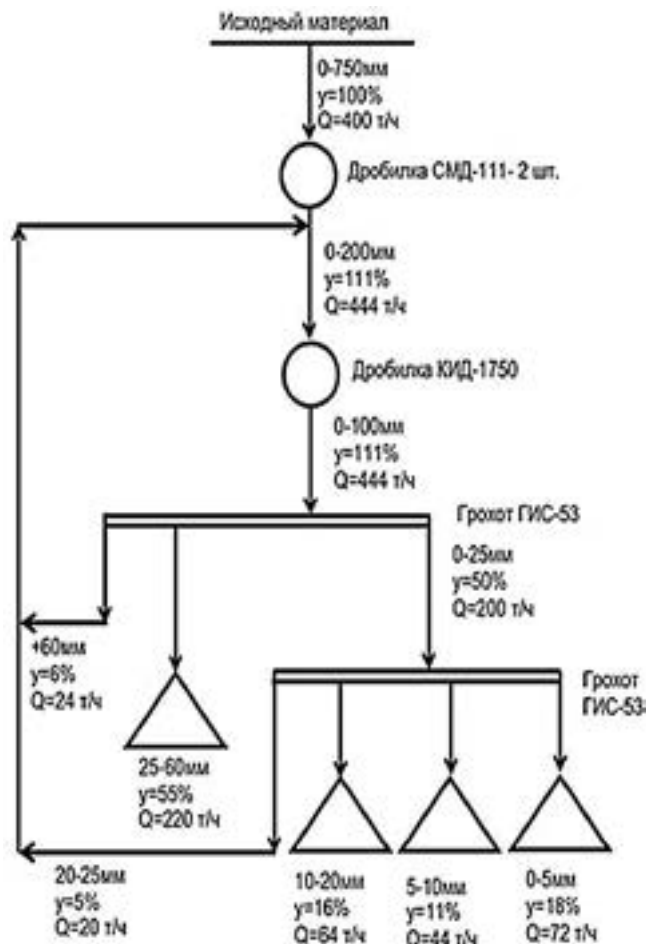 Исходный материал
0-750мм
y=100%
Q=400 т/ч
Дробилка СМД-111- 2 шт.
0-200мм
y=111%
Q=444 т/ч
Дробилка КИД-1750
0-100мм
y=111%
Q=444 т/ч
Грохот ГИС-53
0-25мм
y=50%
Q=200 т/ч
+60мм
y=6%
Q=24 т/ч
Грохот
ГИС-53
25-60мм
y=55%
Q=220 т/ч
20-25мм
y=5%
Q=20 т/ч
10-20мм
y=16%
Q=64 т/ч
5-10мм
y=11%
Q=44 т/ч
0-5мм
y=18%
Q=72 т/ч